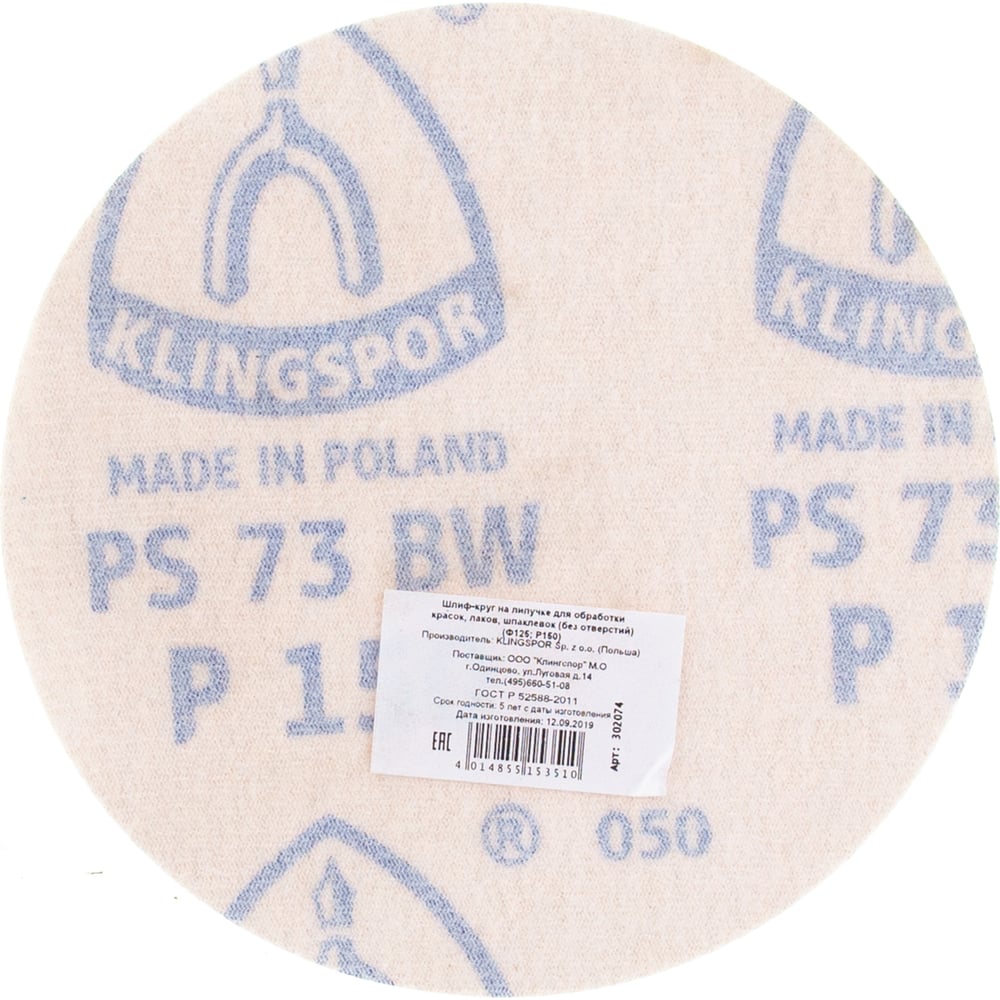 KLINGSPOR
MADE IN POLAND
PS 73 BW
P 15
KLING
MADE IN
PS 73
P 1
Шлиф-круг на липучке для обработки
красок, лаков, шпаклевок (без отверстий)
(Ф125; P150)
Производитель: KLINGSPOR Sp. z o.o. (Польша)
Поставщик: ООО "Клингспор" М.О
г.Одинцово, ул.Луговая д.14
тел.(495)660-51-08
ГОСТ Р 52588-2011
Срок годности: 5 лет с даты изготовления
Дата изготовления: 12.09.2019
EAC
4 014855 153510
Арт: 302074
® 050